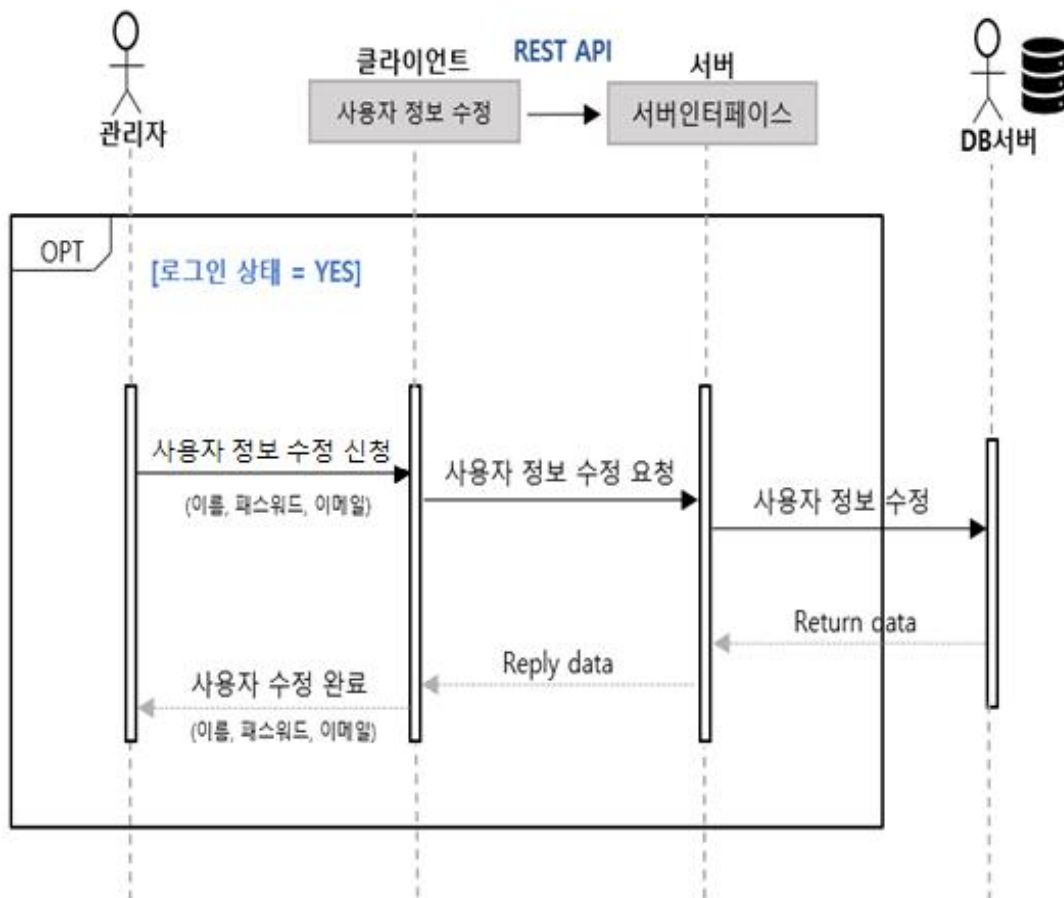 클라이언트
REST API
서버
사용자 정보 수정
서버인터페이스
관리자
DB서버
OPT
[로그인 상태 = YES]
사용자 정보 수정 신청
(이름, 패스워드, 이메일)
사용자 정보 수정 요청
사용자 정보 수정
Return data
Reply data
사용자 수정 완료
(이름, 패스워드, 이메일)